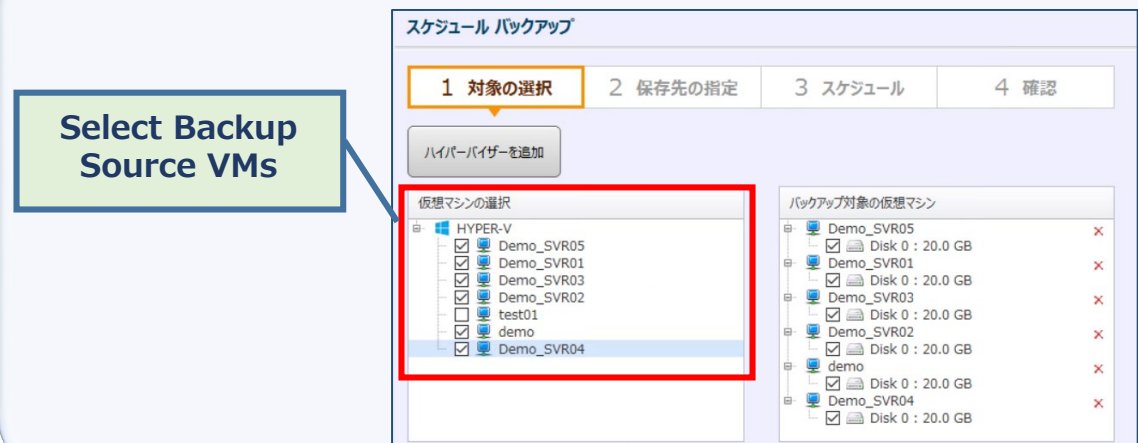 スケジュール バックアップ
1 対象の選択
2 保存先の指定
3 スケジュール
4 確認
Select Backup
Source VMs
ハイパーバイザーを追加
仮想マシンの選択
HYPER-V
Demo_SVR05
Demo_SVR01
Demo_SVR03
Demo_SVR02
test01
demo
Demo_SVR04
バックアップ対象の仮想マシン
Demo_SVR05
Disk 0 : 20.0 GB
Demo_SVR01
Disk 0 : 20.0 GB
Demo_SVR03
Disk 0 : 20.0 GB
Demo_SVR02
Disk 0 : 20.0 GB
demo
Disk 0 : 20.0 GB
Demo_SVR04
Disk 0 : 20.0 GB